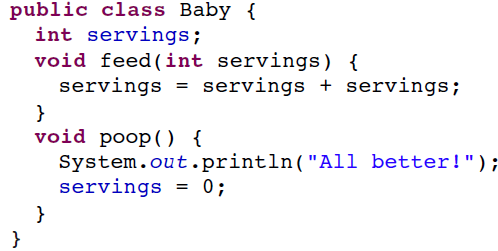 public class Baby {
  int servings;
  void feed(int servings) {
    servings = servings + servings;
  }
  void poop() {
    System.out.println("All better!");
    servings = 0;
  }
}